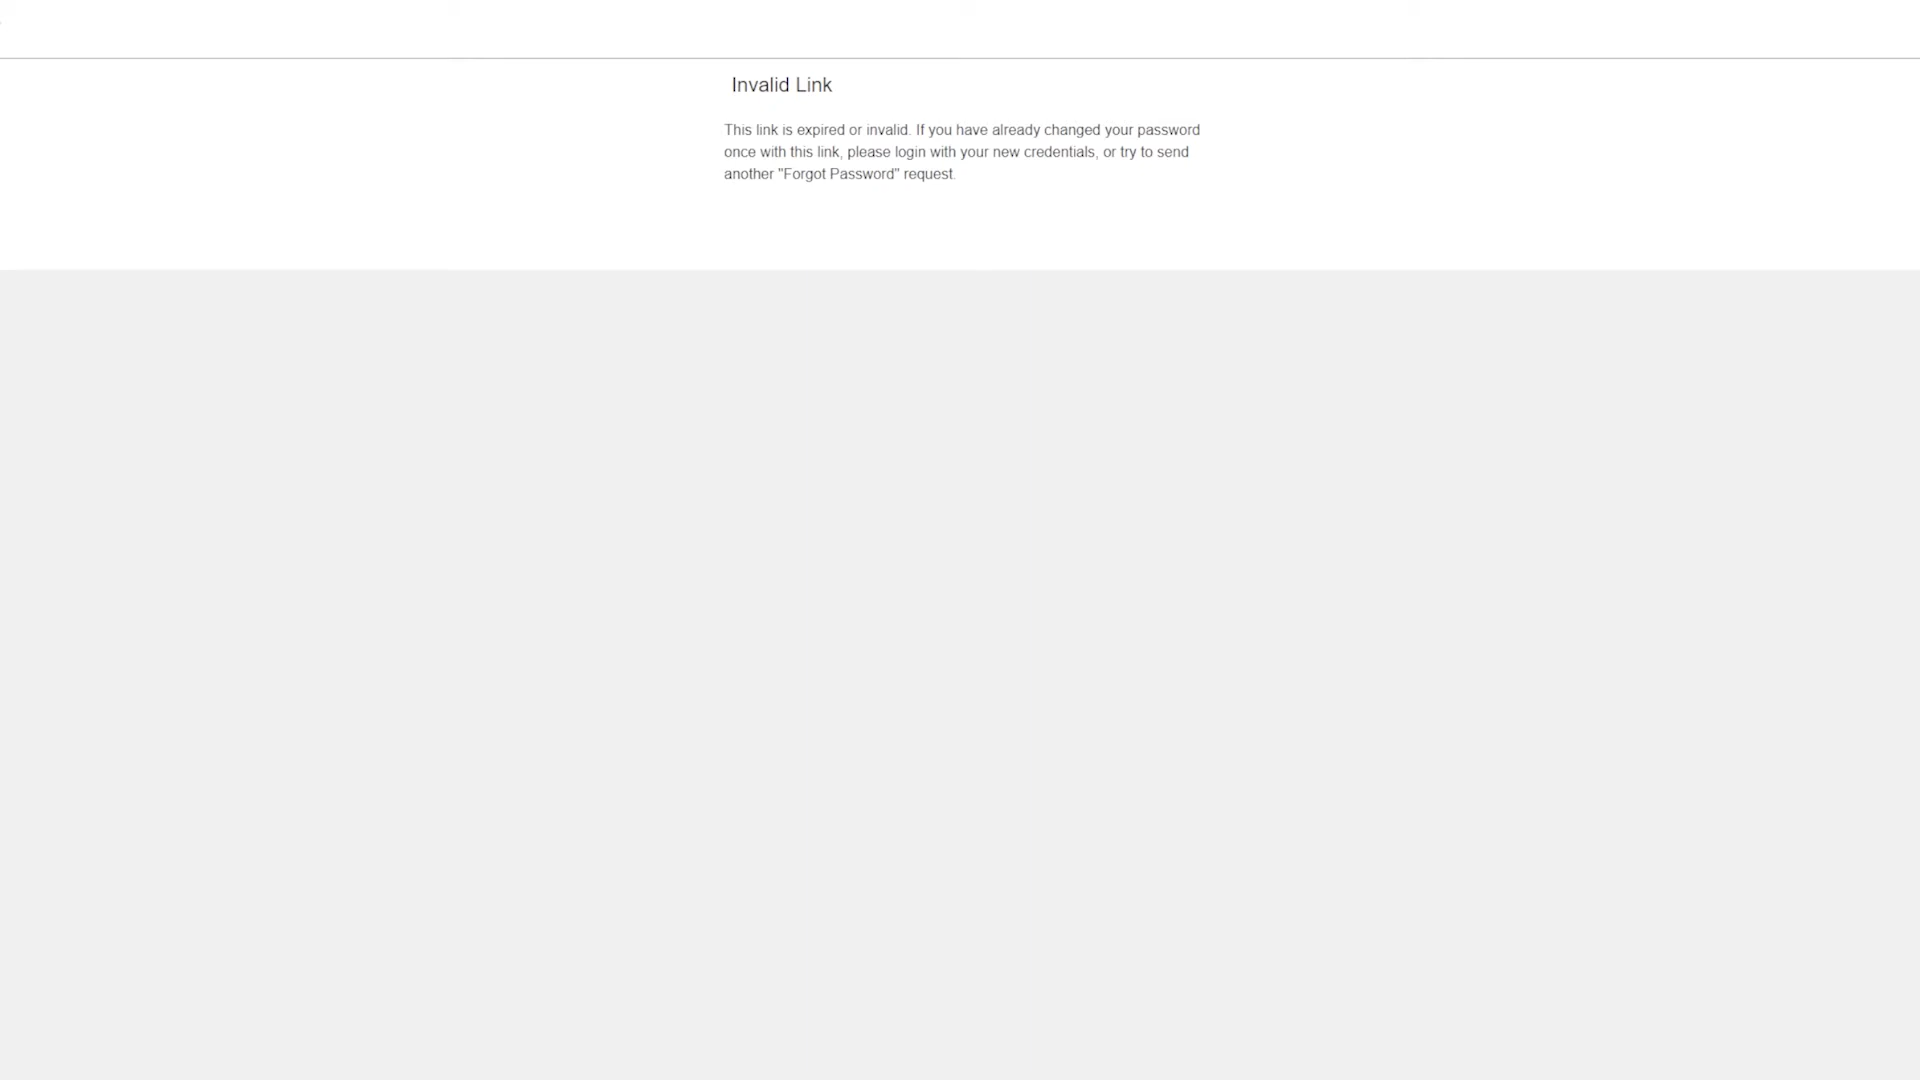 Invalid Link
This link is expired or invalid. If you have already changed your password
once with this link, please login with your new credentials, or try to send
another "Forgot Password" request.